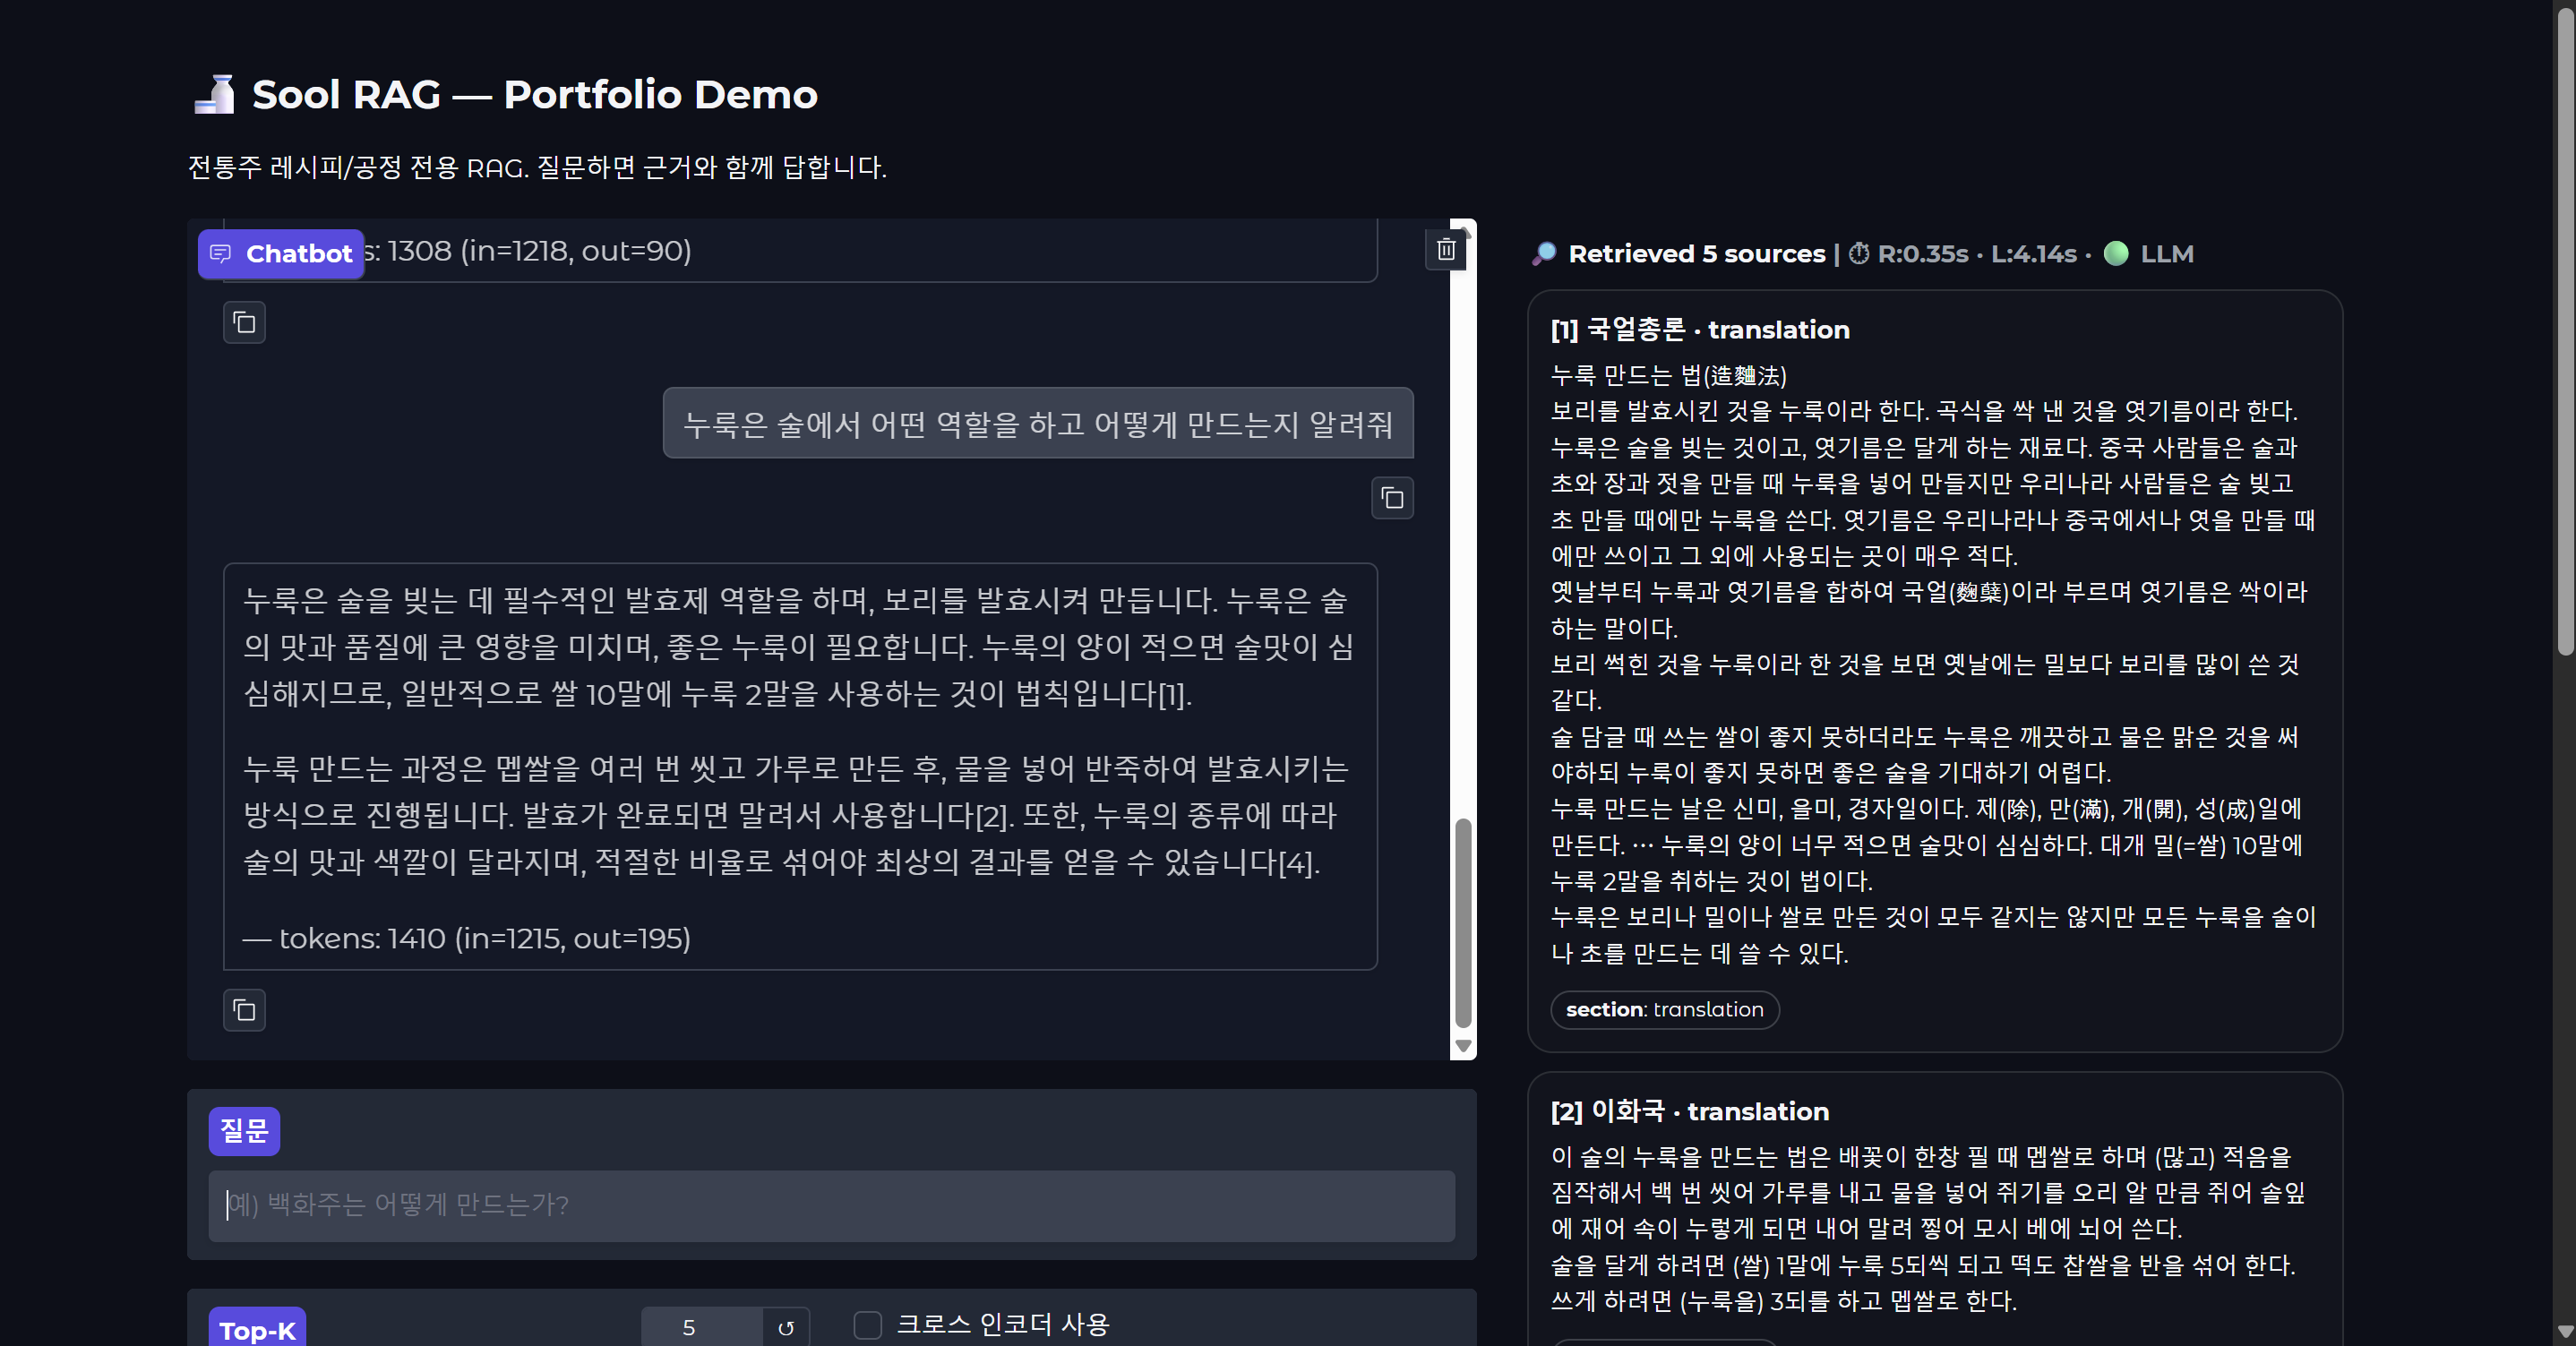 Sool RAG — Portfolio Demo
전통주 레시피/공정 전용 RAG. 질문하면 근거와 함께 답합니다.
Chatbot
s: 1308 (in=1218, out=90)
누룩은 술에서 어떤 역할을 하고 어떻게 만드는지 알려줘
누룩은 술을 빚는 데 필수적인 발효제 역할을 하며, 보리를 발효시켜 만듭니다. 누룩은 술
의 맛과 품질에 큰 영향을 미치며, 좋은 누룩이 필요합니다. 누룩의 양이 적으면 술맛이 심
심해지므로, 일반적으로 쌀 10말에 누룩 2말을 사용하는 것이 법칙입니다[1].
누룩 만드는 과정은 멥쌀을 여러 번 씻고 가루로 만든 후, 물을 넣어 반죽하여 발효시키는
방식으로 진행됩니다. 발효가 완료되면 말려서 사용합니다[2]. 또한, 누룩의 종류에 따라
술의 맛과 색깔이 달라지며, 적절한 비율로 섞어야 최상의 결과를 얻을 수 있습니다[4].
— tokens: 1410 (in=1215, out=195)
질문
예) 백화주는 어떻게 만드는가?
Top-K
5
크로스 인코더 사용
Retrieved 5 sources | ⏱ R:0.35s · L:4.14s · LLM
[1] 국얼총론 · translation
누룩 만드는 법(造麯法)
보리를 발효시킨 것을 누룩이라 한다. 곡식을 싹 낸 것을 엿기름이라 한다.
누룩은 술을 빚는 것이고, 엿기름은 달게 하는 재료다. 중국 사람들은 술과
초와 장과 젓을 만들 때 누룩을 넣어 만들지만 우리나라 사람들은 술 빚고
초 만들 때에만 누룩을 쓴다. 엿기름은 우리나라나 중국에서나 엿을 만들 때
에만 쓰이고 그 외에 사용되는 곳이 매우 적다.
옛날부터 누룩과 엿기름을 합하여 국얼(麴蘖)이라 부르며 엿기름은 싹이라
하는 말이다.
보리 썩힌 것을 누룩이라 한 것을 보면 옛날에는 밀보다 보리를 많이 쓴 것
같다.
술 담글 때 쓰는 쌀이 좋지 못하더라도 누룩은 깨끗하고 물은 맑은 것을 써
야하되 누룩이 좋지 못하면 좋은 술을 기대하기 어렵다.
누룩 만드는 날은 신미, 을미, 경자일이다. 제(除), 만(滿), 개(開), 성(成)일에
만든다. … 누룩의 양이 너무 적으면 술맛이 심심하다. 대개 밀(=쌀) 10말에
누룩 2말을 취하는 것이 법이다.
누룩은 보리나 밀이나 쌀로 만든 것이 모두 같지는 않지만 모든 누룩을 술이
나 초를 만드는 데 쓸 수 있다.
section: translation
[2] 이화국 · translation
이 술의 누룩을 만드는 법은 배꽃이 한창 필 때 멥쌀로 하며 (많고) 적음을
짐작해서 백 번 씻어 가루를 내고 물을 넣어 쥐기를 오리 알 만큼 쥐어 솔잎
에 재어 속이 누렇게 되면 내어 말려 찧어 모시 베에 뇌어 쓴다.
술을 달게 하려면 (쌀) 1말에 누룩 5되씩 되고 떡도 찹쌀을 반을 섞어 한다.
쓰게 하려면 (누룩을) 3되를 하고 멥쌀로 한다.